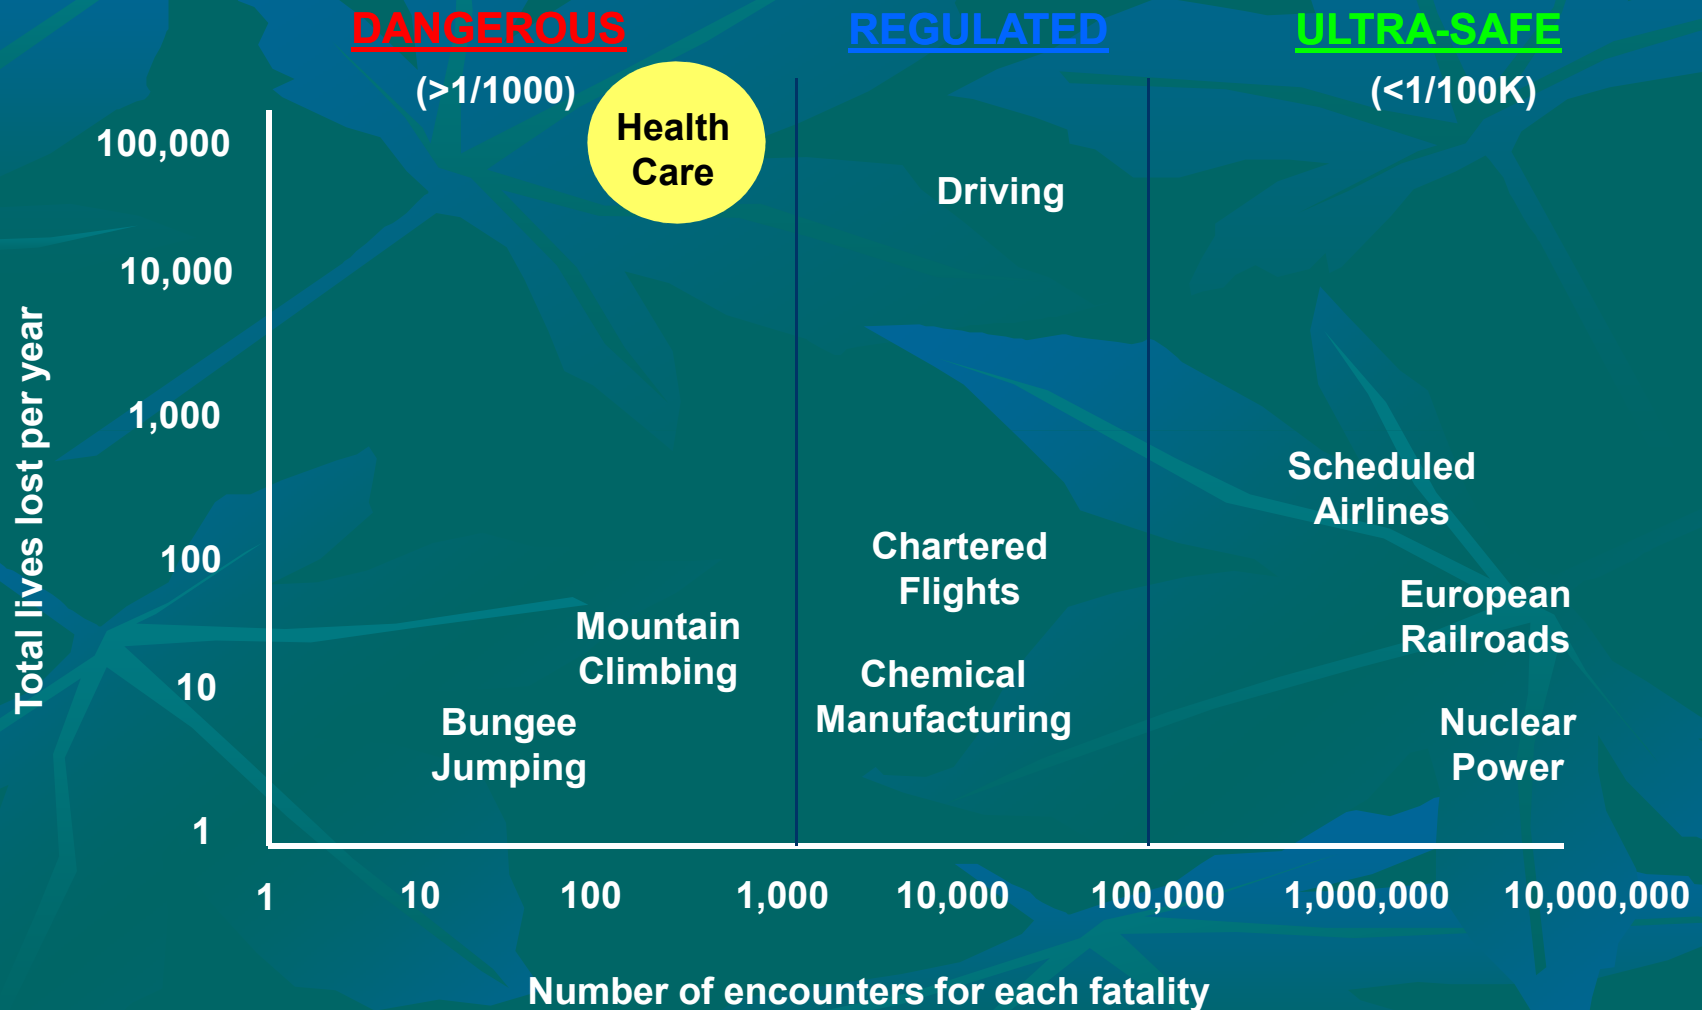 DANGEROUS
REGULATED
ULTRA-SAFE
(>1/1000)
(<1/100K)
Health
Care
Driving
Scheduled
Airlines
Chartered
Flights
European
Railroads
Mountain
Climbing
Chemical
Manufacturing
Bungee
Jumping
Nuclear
Power
Total lives lost per year
100,000
10,000
1,000
100
10
1
1
10
100
1,000
10,000
100,000
1,000,000
10,000,000
Number of encounters for each fatality